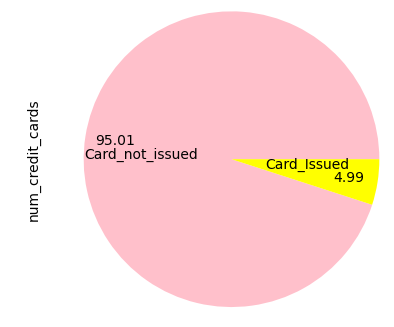 num_credit_cards
95.01
Card_not_issued
Card_Issued
4.99